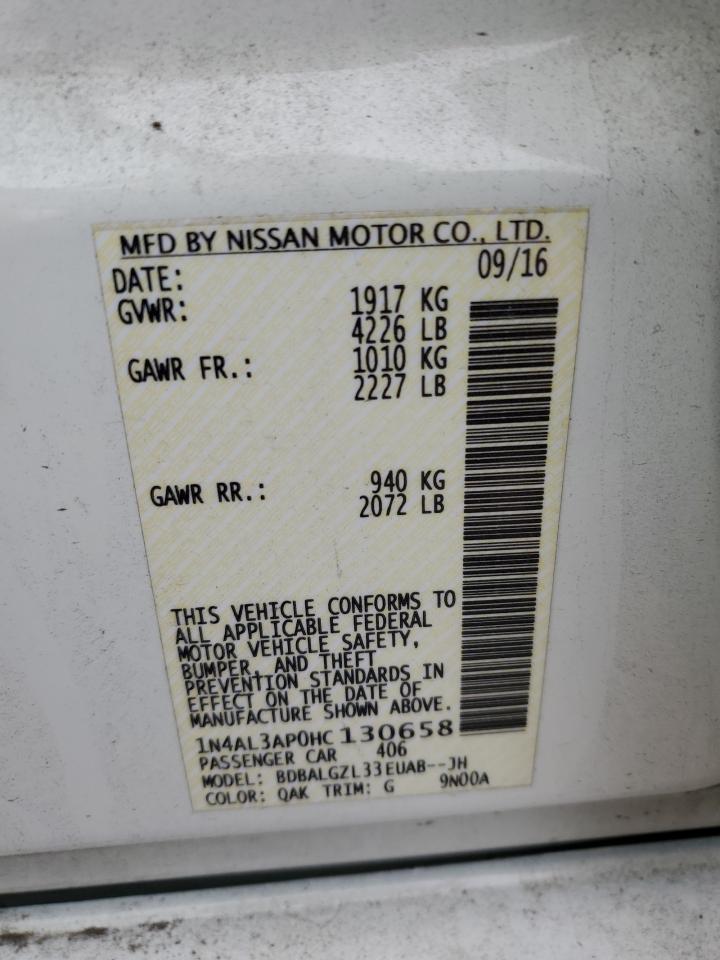 MFD BY NISSAN MOTOR CO., LTD.
DATE: 09/16
GVWR: 1917 KG
4226 LB
GAWR FR.: 1010 KG
2227 LB
GAWR RR.: 940 KG
2072 LB
THIS VEHICLE CONFORMS TO
ALL APPLICABLE FEDERAL
MOTOR VEHICLE SAFETY,
BUMPER, AND THEFT
PREVENTION STANDARDS IN
EFFECT ON THE DATE OF
MANUFACTURE SHOWN ABOVE.
1N4AL3AP0HC130658
PASSENGER CAR 406
MODEL: BDBALGZL33EUAB--JH
COLOR: QAK TRIM: G 9N00A